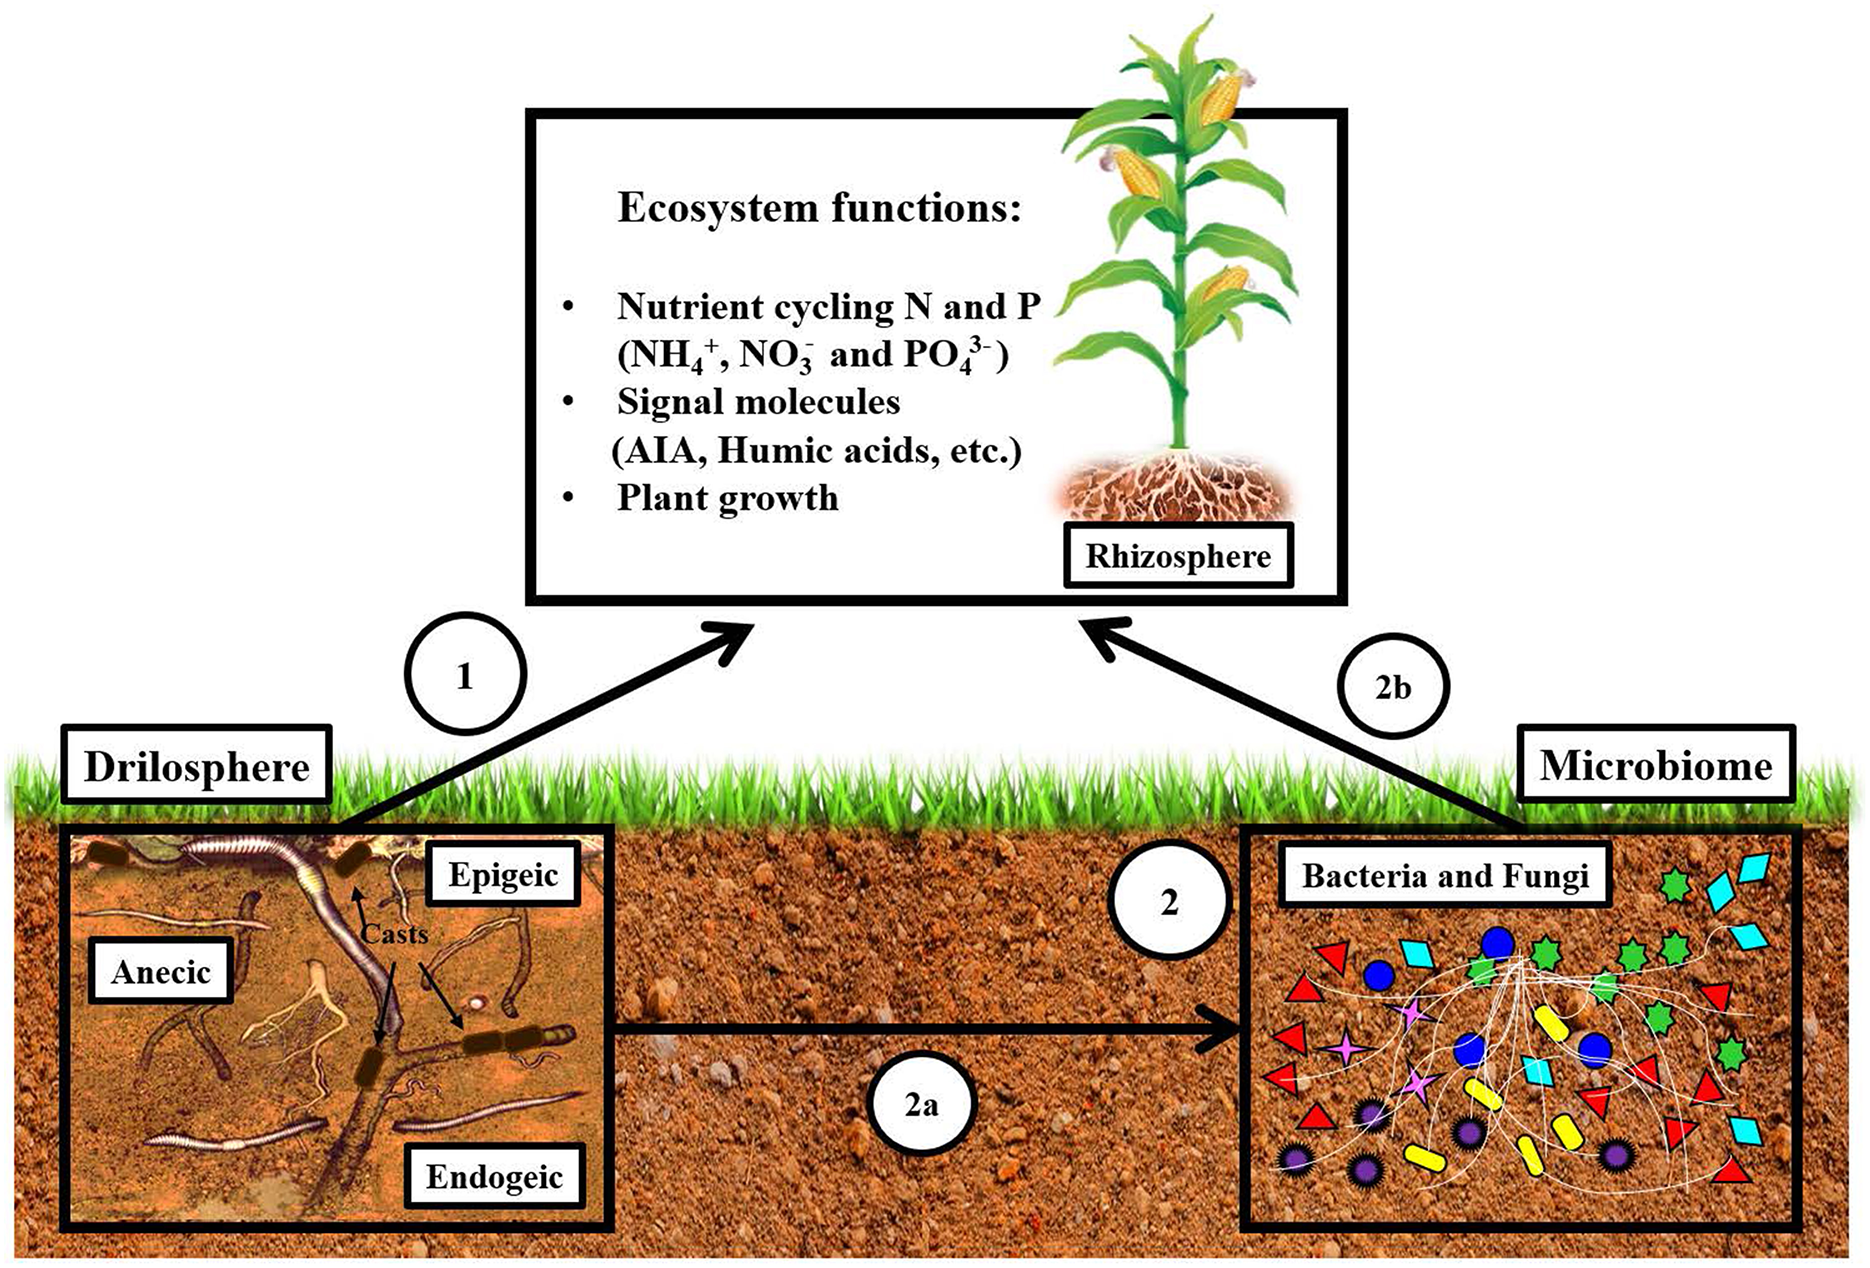 Ecosystem functions:
• Nutrient cycling N and P
(NH₄⁺, NO₃⁻ and PO₄³⁻)
• Signal molecules
(AIA, Humic acids, etc.)
• Plant growth
Rhizosphere
1
2b
Drilosphere
Microbiome
Epigeic
Casts
Anecic
Endogeic
2
2a
Bacteria and Fungi